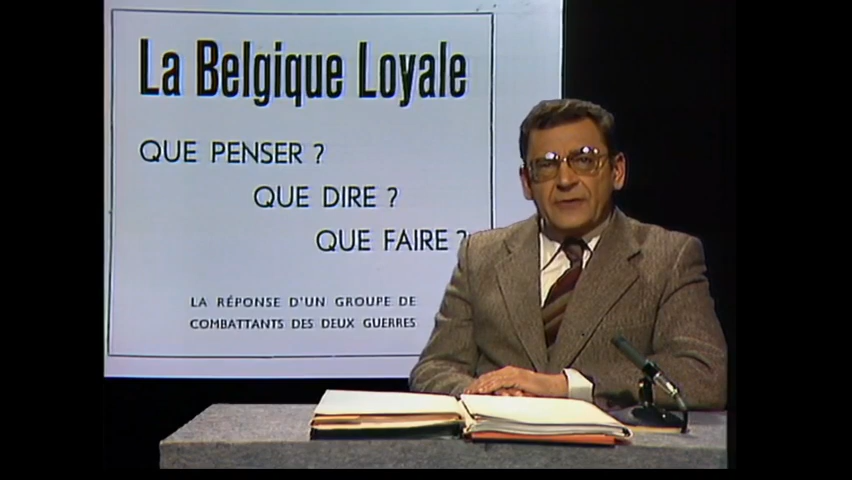 La Belgique Loyale
QUE PENSER ?
QUE DIRE ?
QUE FAIRE ?
LA RÉPONSE D'UN GROUPE DE
COMBATTANTS DES DEUX GUERRES